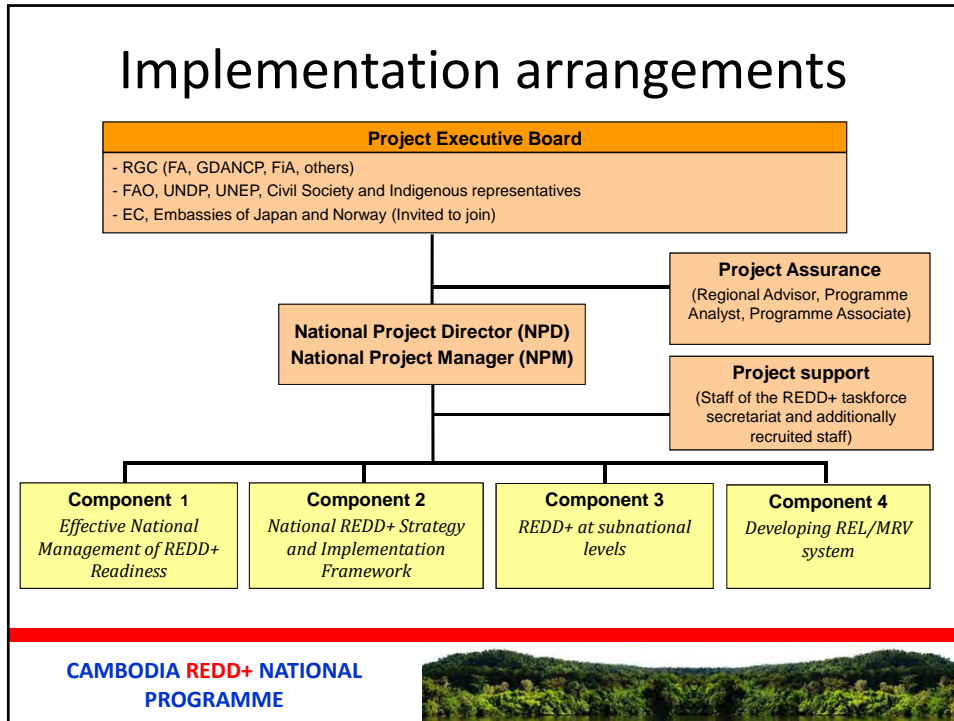 Implementation arrangements
Project Executive Board
- RGC (FA, GDANCP, FiA, others)
- FAO, UNDP, UNEP, Civil Society and Indigenous representatives
- EC, Embassies of Japan and Norway (Invited to join)
Project Assurance
(Regional Advisor, Programme
Analyst, Programme Associate)
National Project Director (NPD)
National Project Manager (NPM)
Project support
(Staff of the REDD+ taskforce
secretariat and additionally
recruited staff)
Component 1
Effective National
Management of REDD+
Readiness
Component 2
National REDD+ Strategy
and Implementation
Framework
Component 3
REDD+ at subnational
levels
Component 4
Developing REL/MRV
system
CAMBODIA REDD+ NATIONAL
PROGRAMME